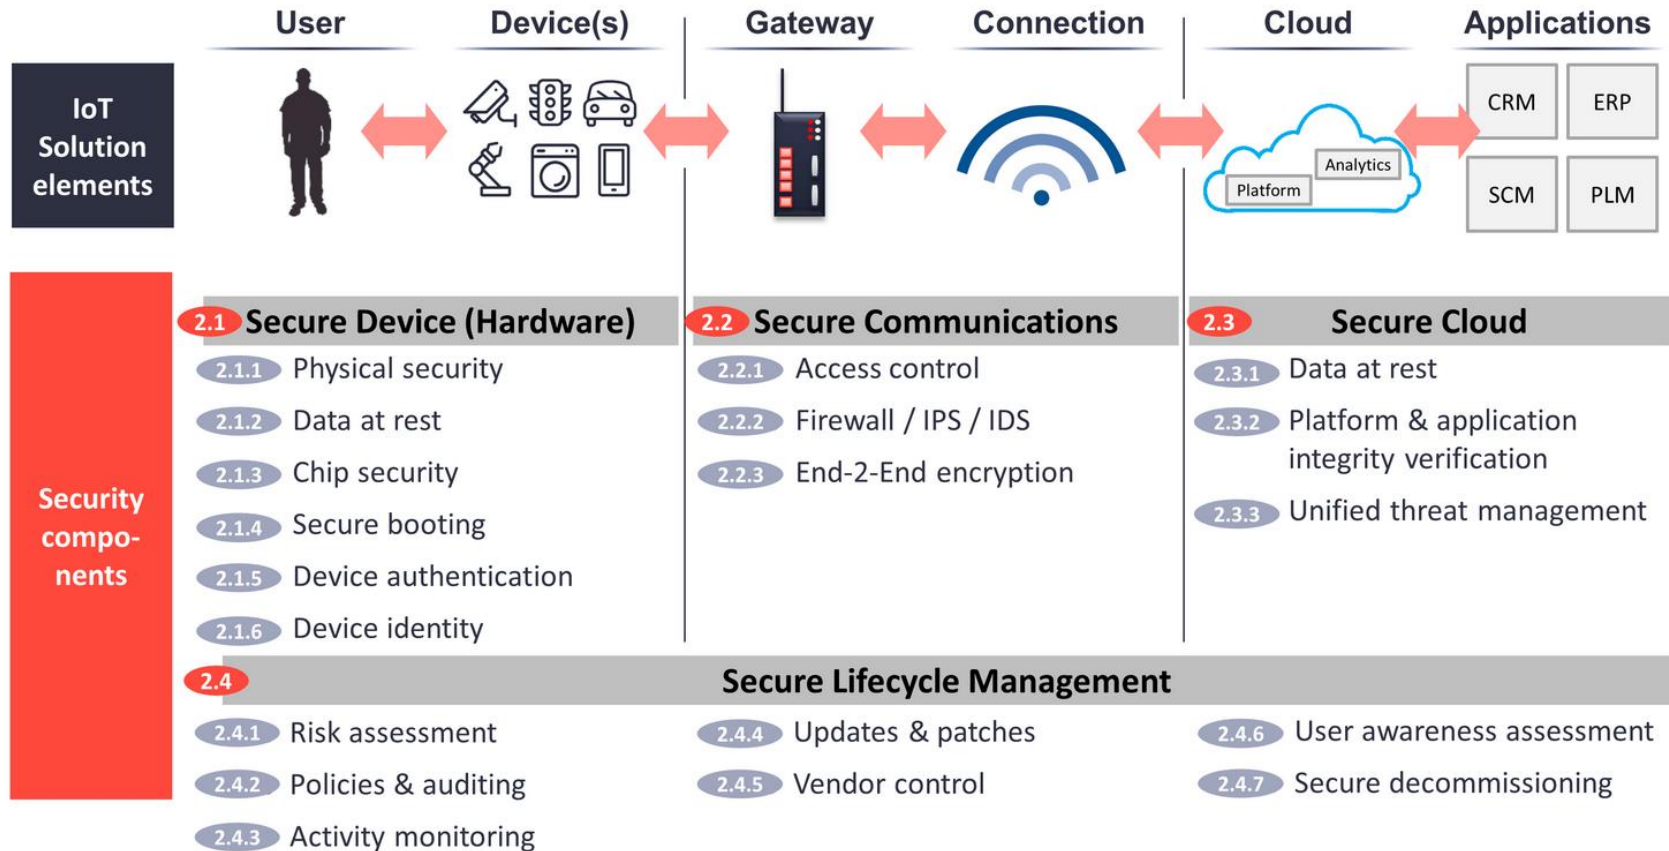 User
Device(s)
Gateway
Connection
Cloud
Applications
IoT
Solution
elements
CRM
ERP
Analytics
Platform
SCM
PLM
Security
compo-
nents
2.1 Secure Device (Hardware)
2.1.1 Physical security
2.1.2 Data at rest
2.1.3 Chip security
2.1.4 Secure booting
2.1.5 Device authentication
2.1.6 Device identity
2.2 Secure Communications
2.2.1 Access control
2.2.2 Firewall / IPS / IDS
2.2.3 End-2-End encryption
2.3 Secure Cloud
2.3.1 Data at rest
2.3.2 Platform & application
integrity verification
2.3.3 Unified threat management
2.4 Secure Lifecycle Management
2.4.1 Risk assessment
2.4.2 Policies & auditing
2.4.3 Activity monitoring
2.4.4 Updates & patches
2.4.5 Vendor control
2.4.6 User awareness assessment
2.4.7 Secure decommissioning